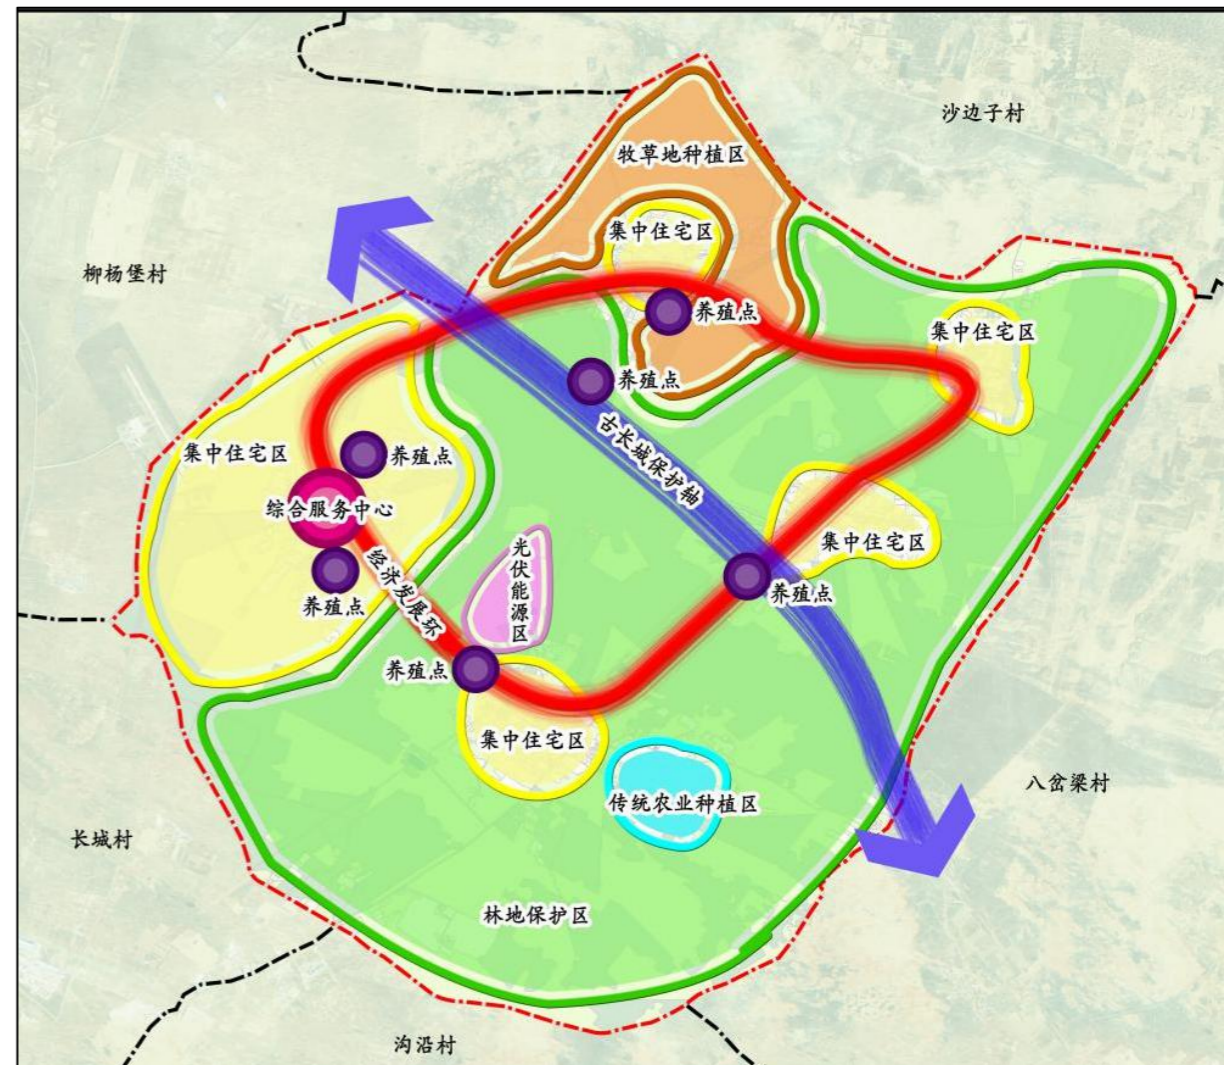 沙边子村
牧草地种植区
集中住宅区
柳杨堡村
养殖点
集中住宅区
养殖点
古长城保护轴
集中住宅区
养殖点
综合服务中心
光伏能源区
集中住宅区
经济发展环
养殖点
养殖点
养殖点
集中住宅区
传统农业种植区
八岔梁村
长城村
林地保护区
沟沿村